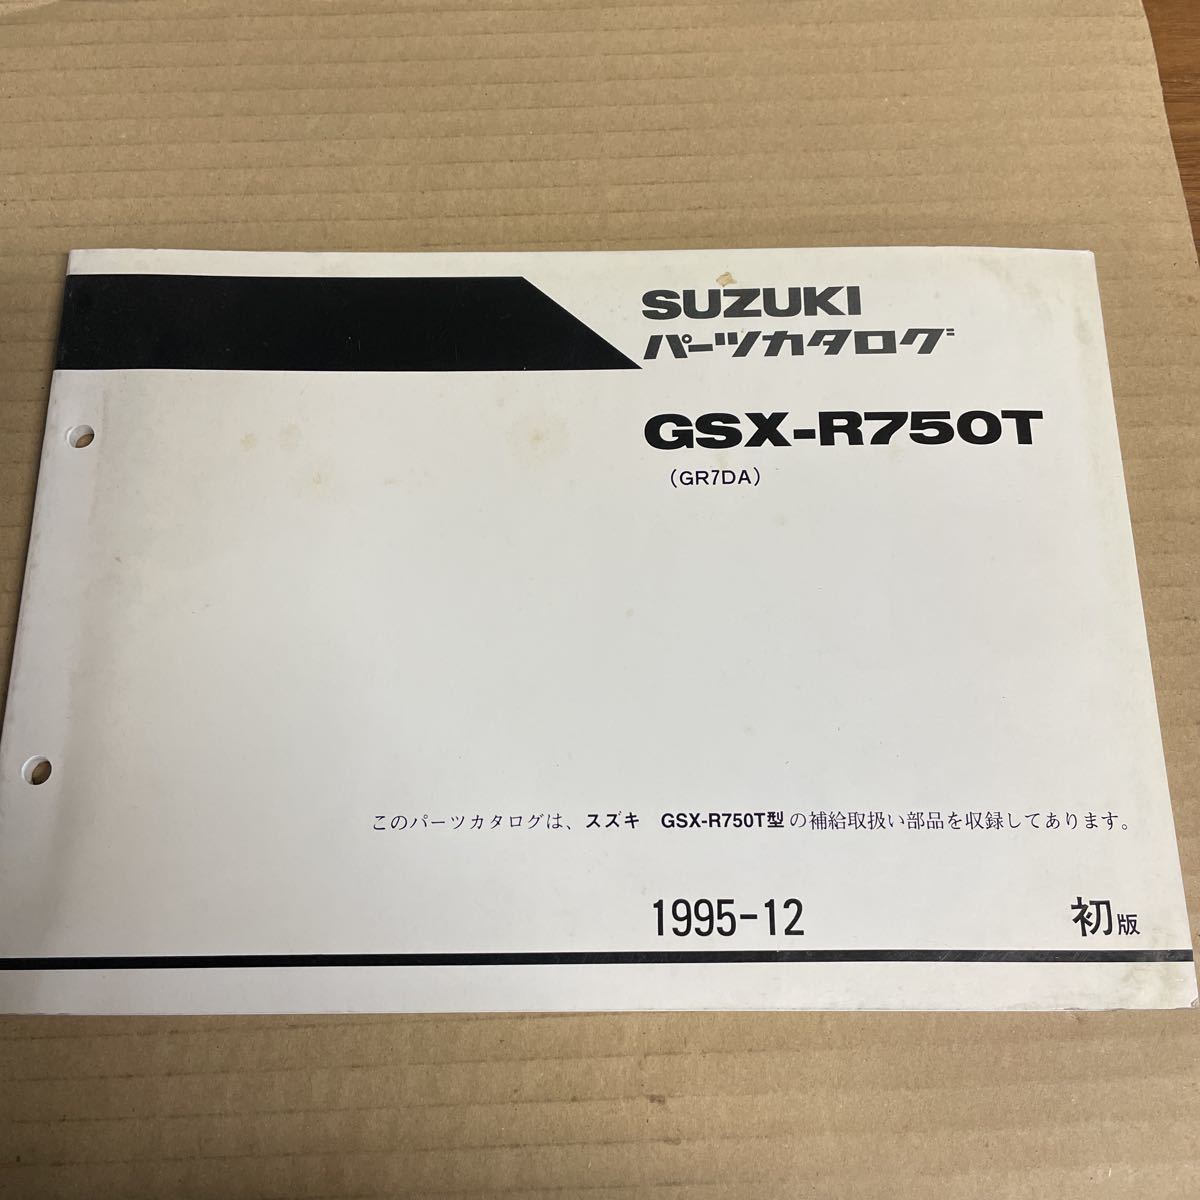 SUZUKI
パーツカタログ
GSX-R750T
(GR7DA)
このパーツカタログは、スズキ GSX-R750T型の補給取扱い部品を収録してあります。
1995-12 初版